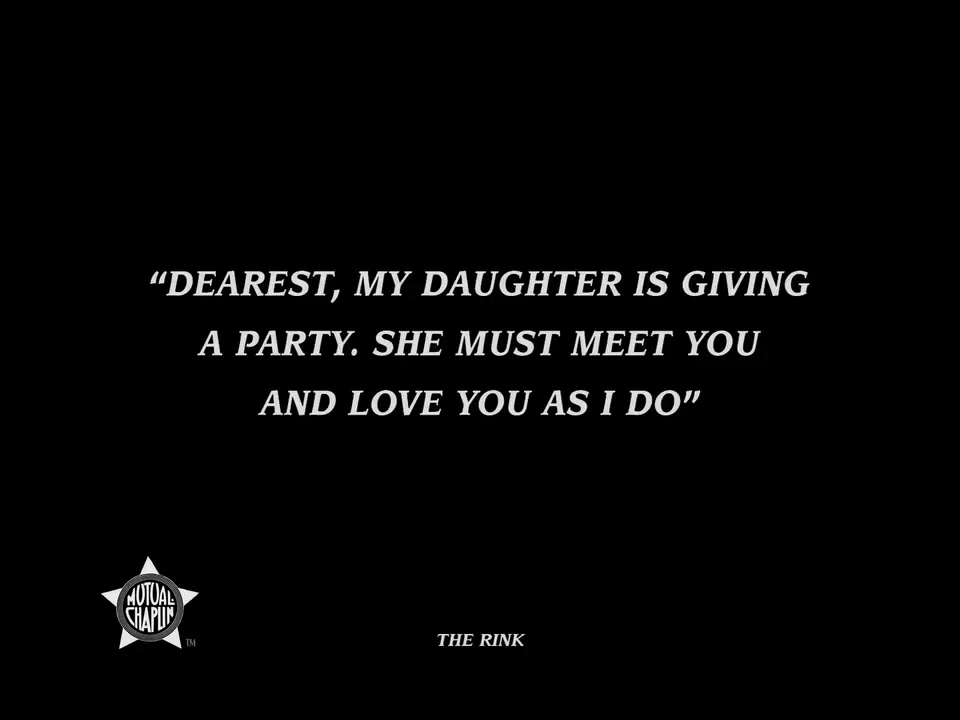 “DEAREST, MY DAUGHTER IS GIVING
A PARTY. SHE MUST MEET YOU
AND LOVE YOU AS I DO”
MUTUAL-
CHAPLIN
TM
THE RINK